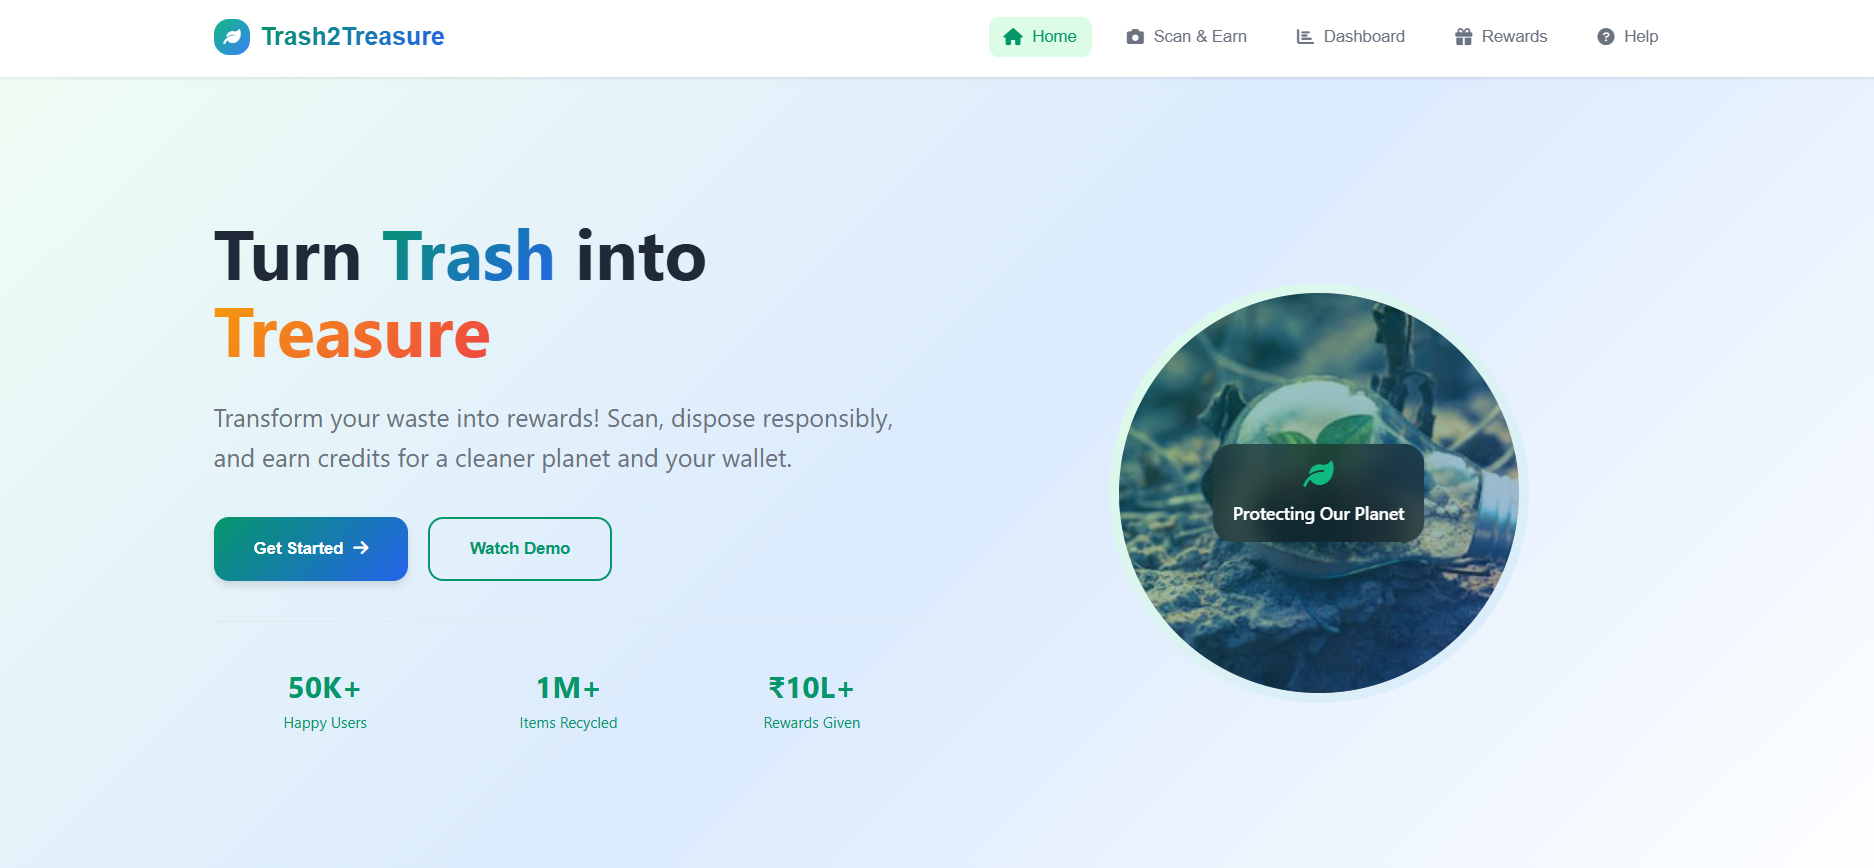 Trash2Treasure
Home
Scan & Earn
Dashboard
Rewards
Help
Turn Trash into
Treasure
Transform your waste into rewards! Scan, dispose responsibly,
and earn credits for a cleaner planet and your wallet.
Get Started
Watch Demo
50K+
Happy Users
1M+
Items Recycled
₹10L+
Rewards Given
Protecting Our Planet